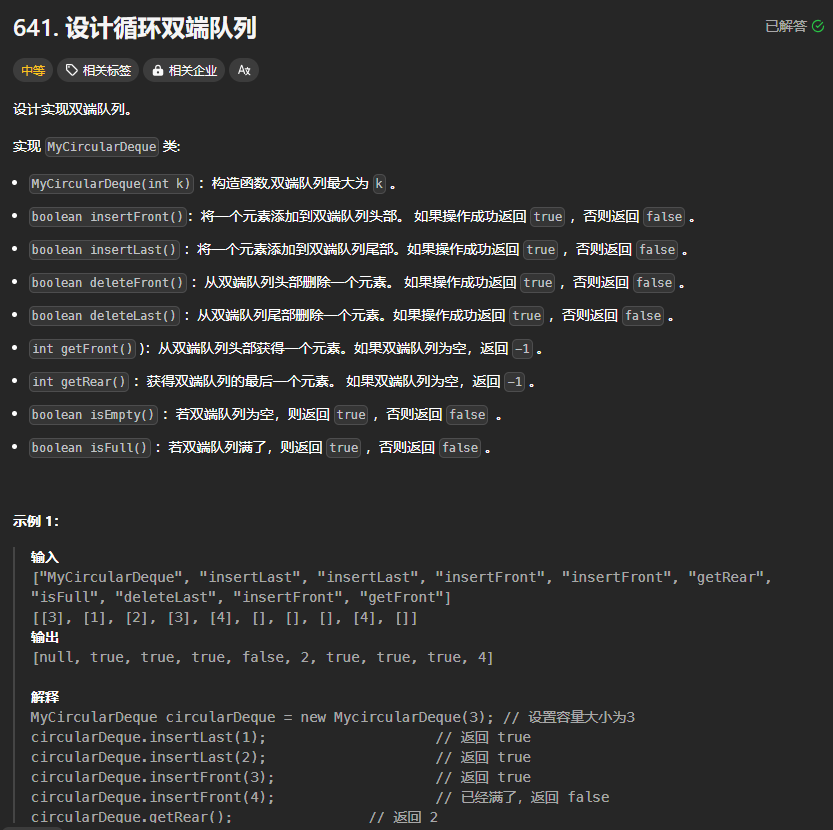 641. 设计循环双端队列
已解答
中等
相关标签
相关企业
设计实现双端队列。
实现 MyCircularDeque 类:
• MyCircularDeque(int k) ：构造函数,双端队列最大为 k 。
• boolean insertFront()：将一个元素添加到双端队列头部。 如果操作成功返回 true ，否则返回 false 。
• boolean insertLast() ：将一个元素添加到双端队列尾部。如果操作成功返回 true ，否则返回 false 。
• boolean deleteFront() ：从双端队列头部删除一个元素。 如果操作成功返回 true ，否则返回 false 。
• boolean deleteLast() ：从双端队列尾部删除一个元素。如果操作成功返回 true ，否则返回 false 。
• int getFront() )：从双端队列头部获得一个元素。如果双端队列为空，返回 -1 。
• int getRear() ：获得双端队列的最后一个元素。 如果双端队列为空，返回 -1 。
• boolean isEmpty() ：若双端队列为空，则返回 true ，否则返回 false 。
• boolean isFull() ：若双端队列满了，则返回 true ，否则返回 false 。
示例 1：
输入
["MyCircularDeque", "insertLast", "insertLast", "insertFront", "insertFront", "getRear",
"isFull", "deleteLast", "insertFront", "getFront"]
[[3], [1], [2], [3], [4], [], [], [], [4], []]
输出
[null, true, true, true, false, 2, true, true, true, 4]
解释
MyCircularDeque circularDeque = new MycircularDeque(3); // 设置容量大小为3
circularDeque.insertLast(1); // 返回 true
circularDeque.insertLast(2); // 返回 true
circularDeque.insertFront(3); // 返回 true
circularDeque.insertFront(4); // 已经满了，返回 false
circularDeque.getRear(); // 返回 2